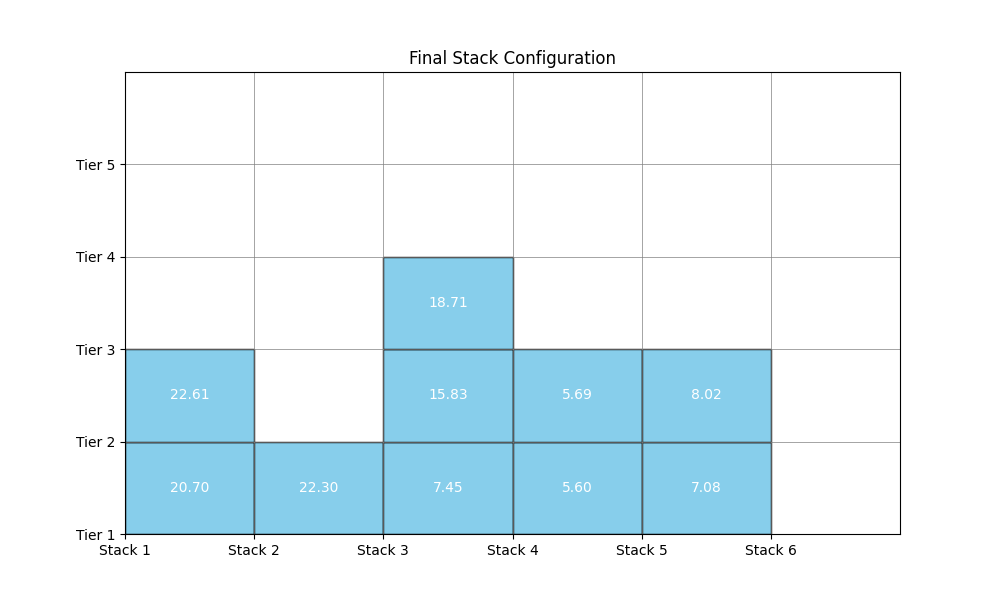 Final Stack Configuration
Tier 5
Tier 4
18.71
Tier 3
22.61 15.83 5.69 8.02
Tier 2
20.70 22.30 7.45 5.60 7.08
Tier 1
Stack 1 Stack 2 Stack 3 Stack 4 Stack 5 Stack 6